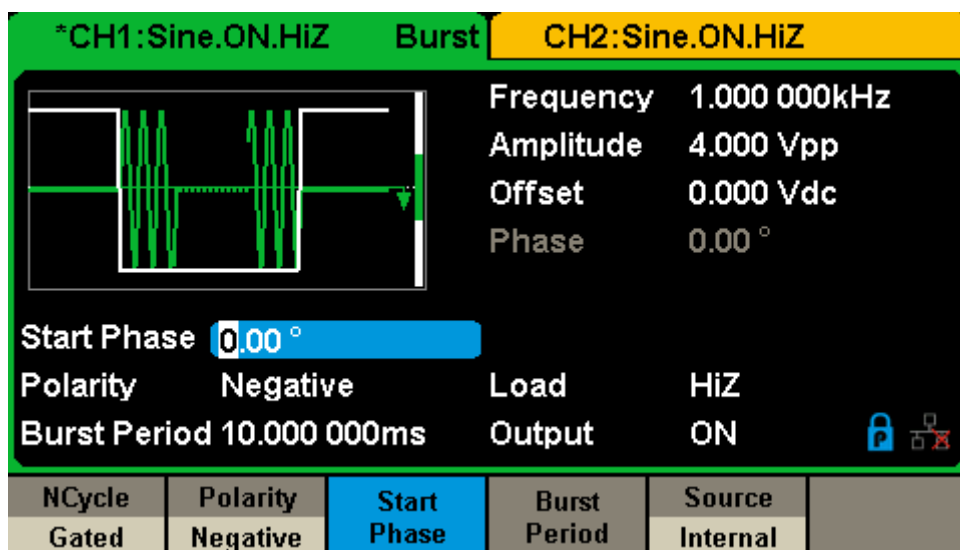 *CH1:Sine.ON.HiZ Burst CH2:Sine.ON.HiZ
Frequency 1.000 000kHz
Amplitude 4.000 Vpp
Offset 0.000 Vdc
Phase 0.00 °
Start Phase 0.00 °
Polarity Negative Load HiZ
Burst Period 10.000 000ms Output ON P
NCycle Polarity Start Burst Source
Gated Negative Phase Period Internal